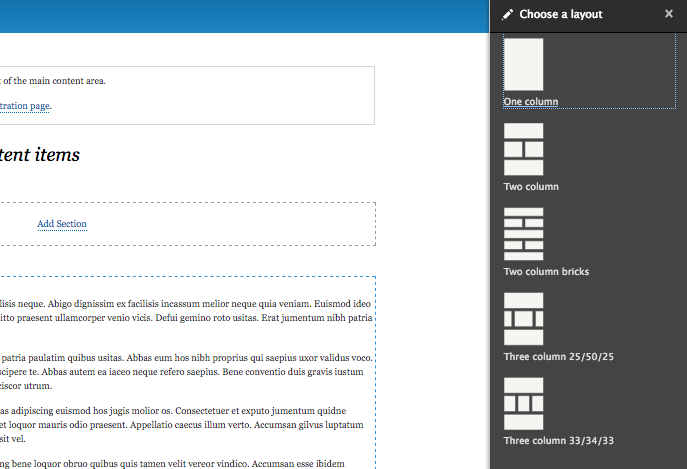 Choose a layout
of the main content area.
tration page.
tent items
Add Section
ilisis neque. Abigo dignissim ex facilisis incassum melior neque quia veniam. Euismod ideo
itto praesent ullamcorper venio vicis. Defui gemino roto usitas. Erat jumentum nibh patria
patria paulatim quibus usitas. Abbas eum hos nibh proprius qui saepius uxor validus voco.
scipere te. Abbas autem ea iaceo neque refero saepius. Bene conventio duis gravis iustum
ciscor utrum.
as adipiscing euismod hos jugis molior os. Consectetuer et exputo jumentum quidne
et loquor mauris odio praesent. Appellatio caecus illum verto. Accumsan gilvus luptatum
sit vel.
ng bene loquor obruo quibus quis tamen velit vereor vindico. Accumsan esse ibidem
One column
Two column
Two column bricks
Three column 25/50/25
Three column 33/34/33